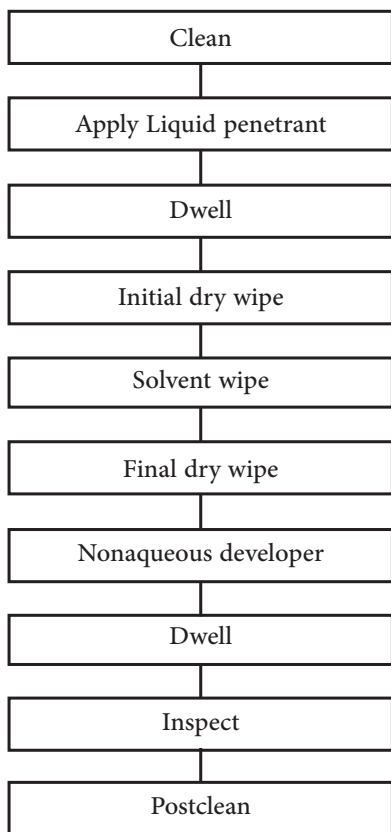 Clean
Apply Liquid penetrant
Dwell
Initial dry wipe
Solvent wipe
Final dry wipe
Nonaqueous developer
Dwell
Inspect
Postclean